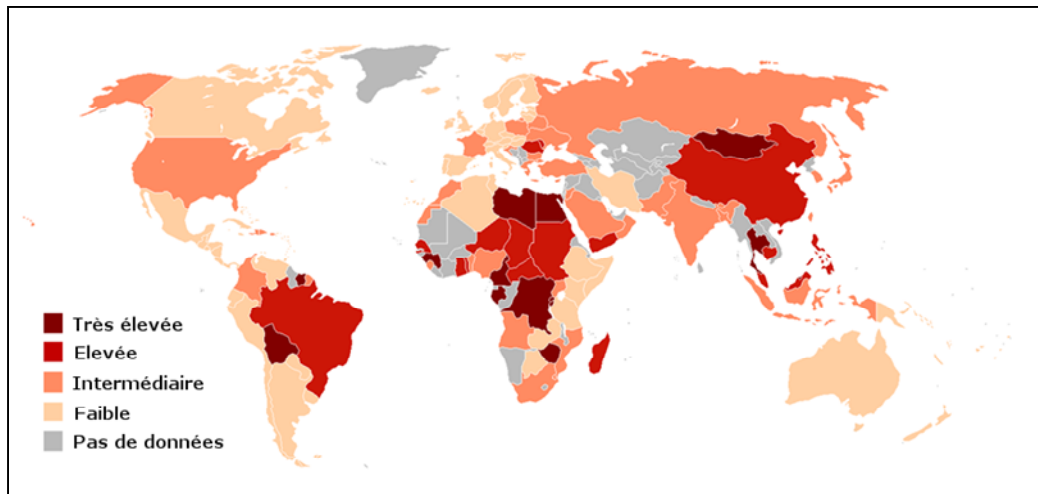 Très élevée
Elevée
Intermédiaire
Faible
Pas de données